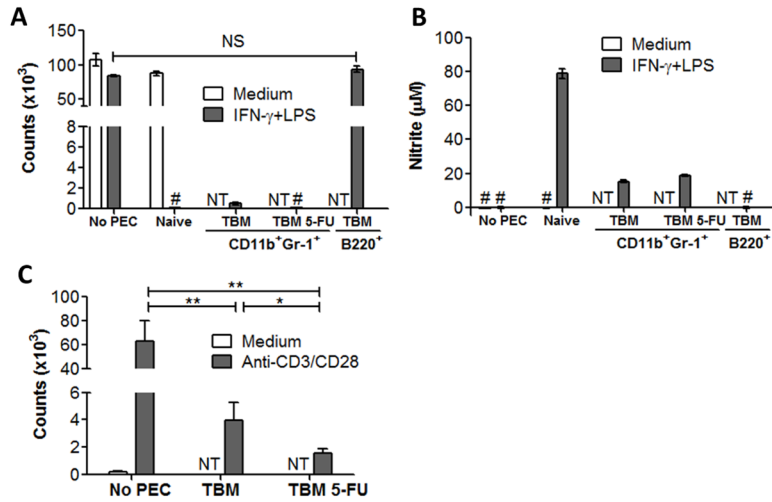 A
Counts (x10³)
150
100
50
8
6
4
2
0
NS
Medium
IFN-γ+LPS
# NT NT # NT
No PEC Naive TBM TBM 5-FU TBM
CD11b⁺Gr-1⁺ B220⁺
B
Nitrite (µM)
100
80
60
40
20
0
Medium
IFN-γ+LPS
# # # NT NT NT #
No PEC Naive TBM TBM 5-FU TBM
CD11b⁺Gr-1⁺ B220⁺
C
Counts (x10³)
100
80
60
40
6
4
2
0
**
** *
Medium
Anti-CD3/CD28
NT NT
No PEC TBM TBM 5-FU